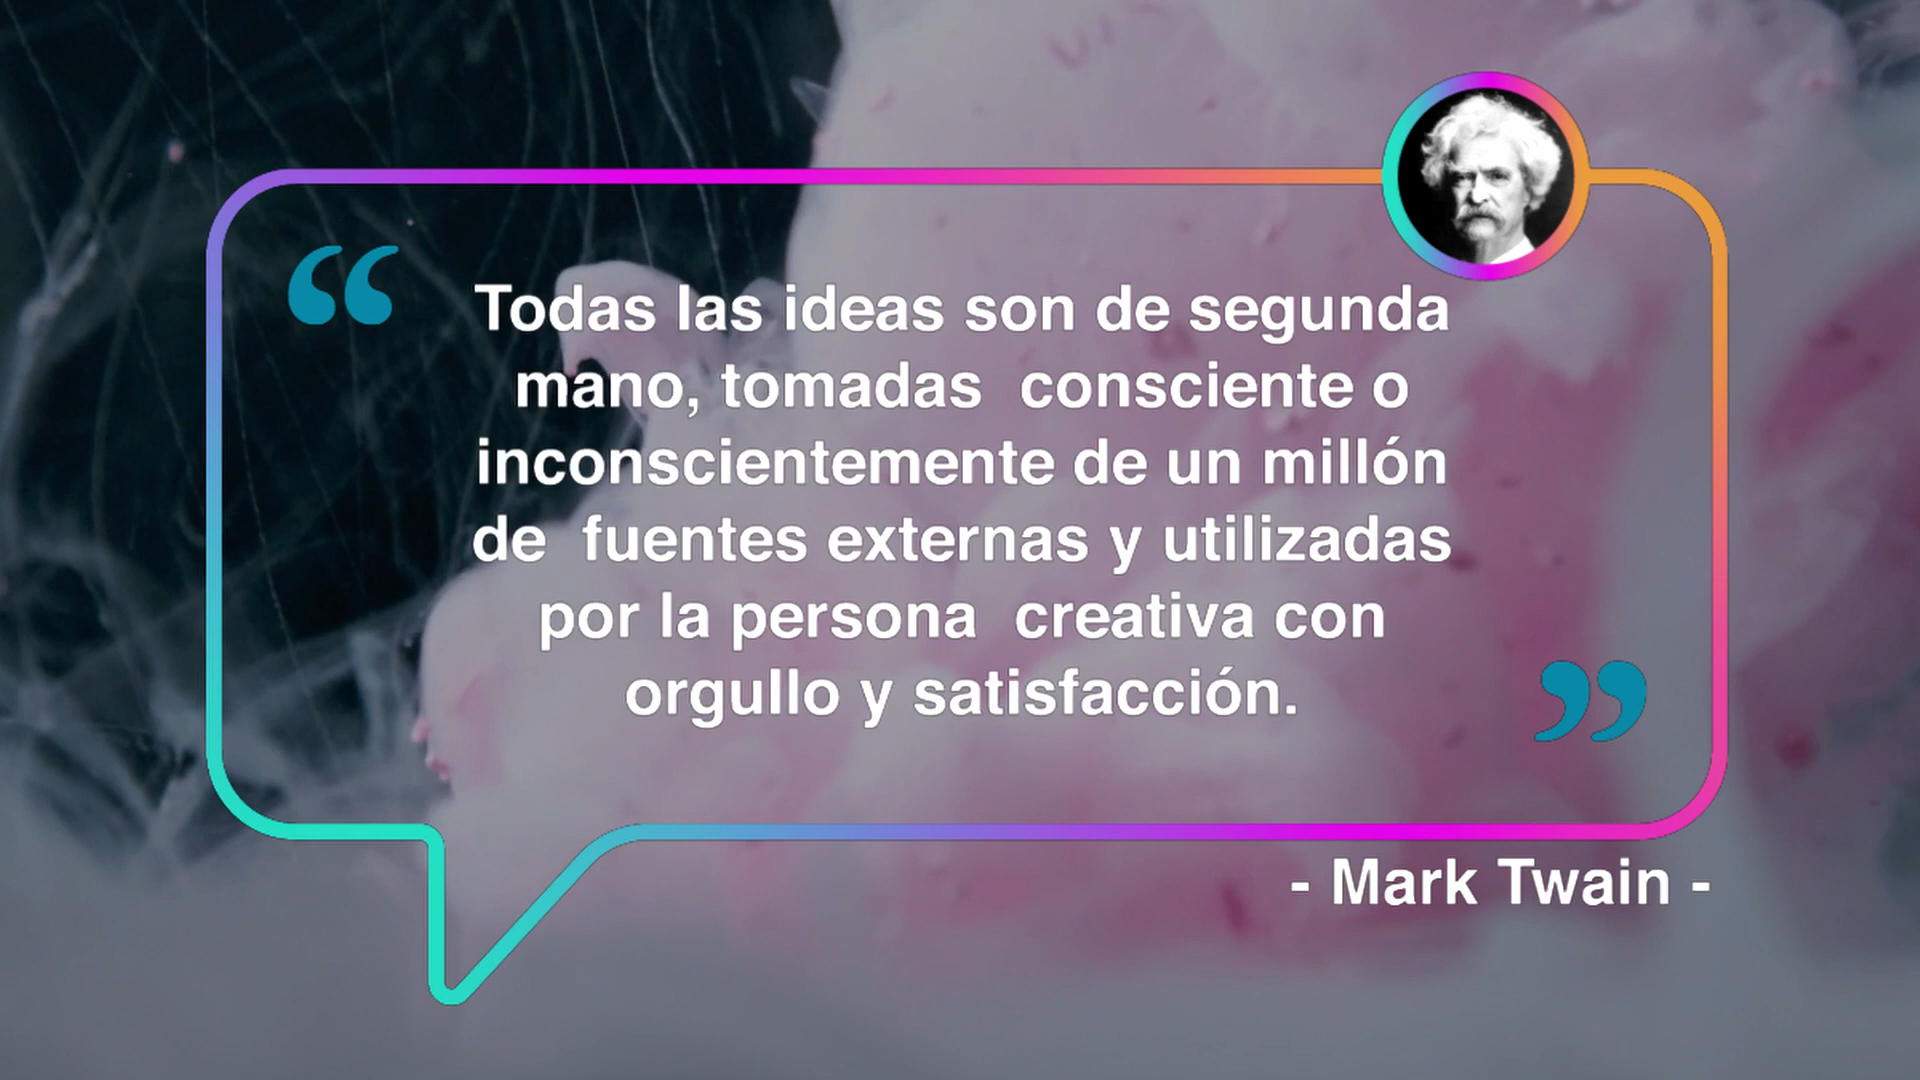 Todas las ideas son de segunda
mano, tomadas  consciente o
inconscientemente de un millón
de  fuentes externas y utilizadas
por la persona  creativa con
orgullo y satisfacción.
- Mark Twain -